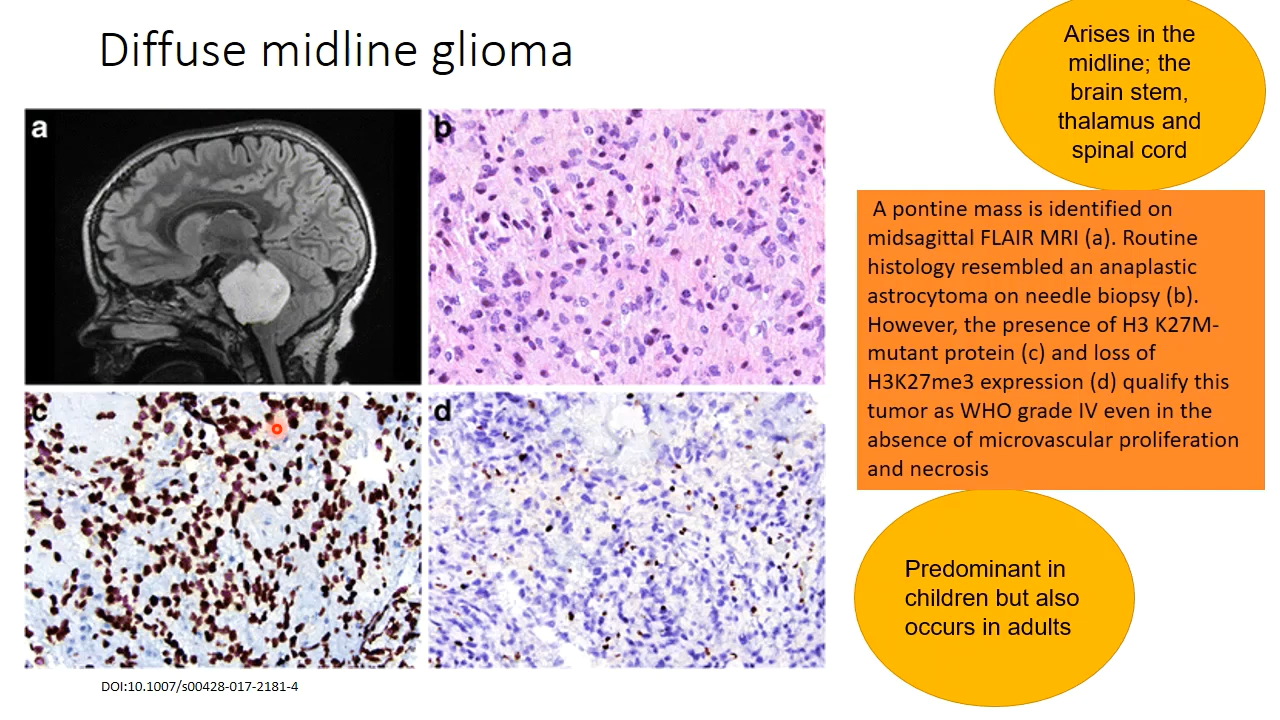 Diffuse midline glioma
Arises in the
midline; the
brain stem,
thalamus and
spinal cord
a
b
c
d
A pontine mass is identified on
midsagittal FLAIR MRI (a). Routine
histology resembled an anaplastic
astrocytoma on needle biopsy (b).
However, the presence of H3 K27M-
mutant protein (c) and loss of
H3K27me3 expression (d) qualify this
tumor as WHO grade IV even in the
absence of microvascular proliferation
and necrosis
Predominant in
children but also
occurs in adults
DOI:10.1007/s00428-017-2181-4